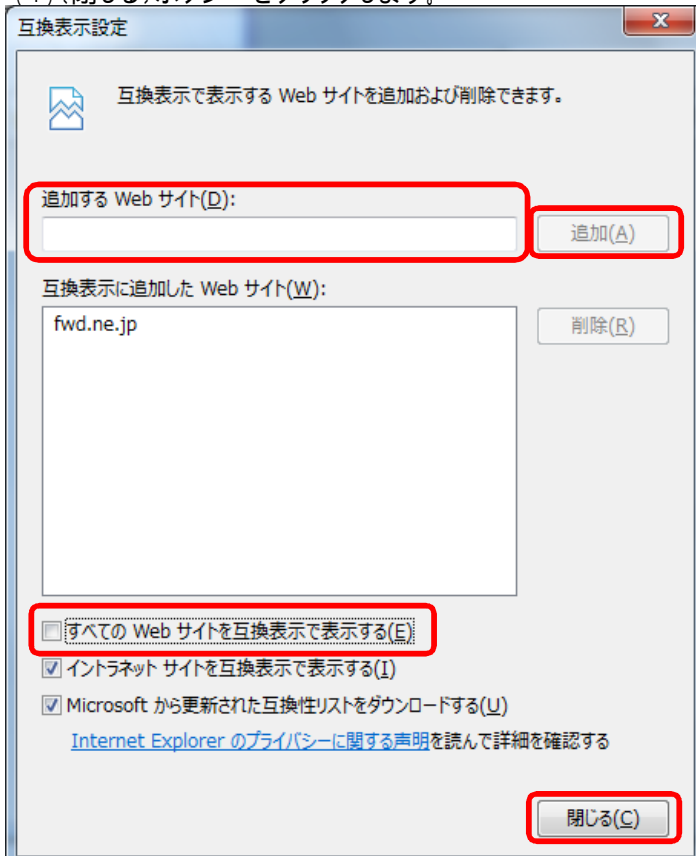 互換表示設定
互換表示で表示する Web サイトを追加および削除できます。
追加する Web サイト(D):
追加(A)
互換表示に追加した Web サイト(W):
fwd.ne.jp
削除(R)
すべての Web サイトを互換表示で表示する(E)
イントラネット サイトを互換表示で表示する(I)
Microsoft から更新された互換性リストをダウンロードする(U)
Internet Explorer のプライバシーに関する声明を読んで詳細を確認する
閉じる(C)